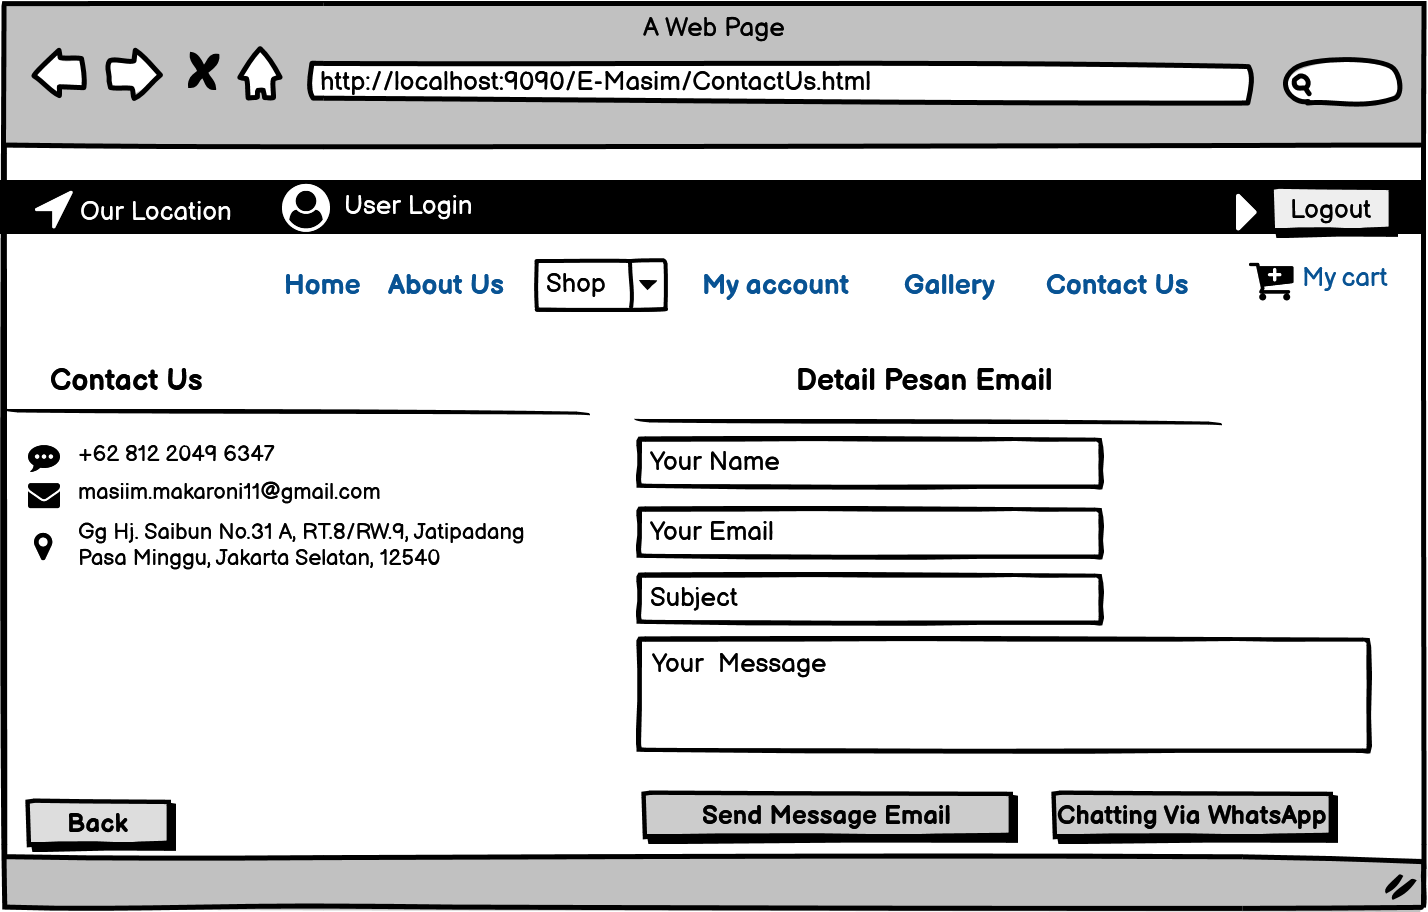 A Web Page
http://localhost:9090/E-Masim/ContactUs.html
Our Location
User Login
Logout
Home
About Us
Shop
My account
Gallery
Contact Us
My cart
Contact Us
+62 812 2049 6347
masiim.makaroni11@gmail.com
Gg Hj. Saibun No.31 A, RT.8/RW.9, Jatipadang
Pasa Minggu, Jakarta Selatan, 12540
Detail Pesan Email
Your Name
Your Email
Subject
Your  Message
Back
Send Message Email
Chatting Via WhatsApp